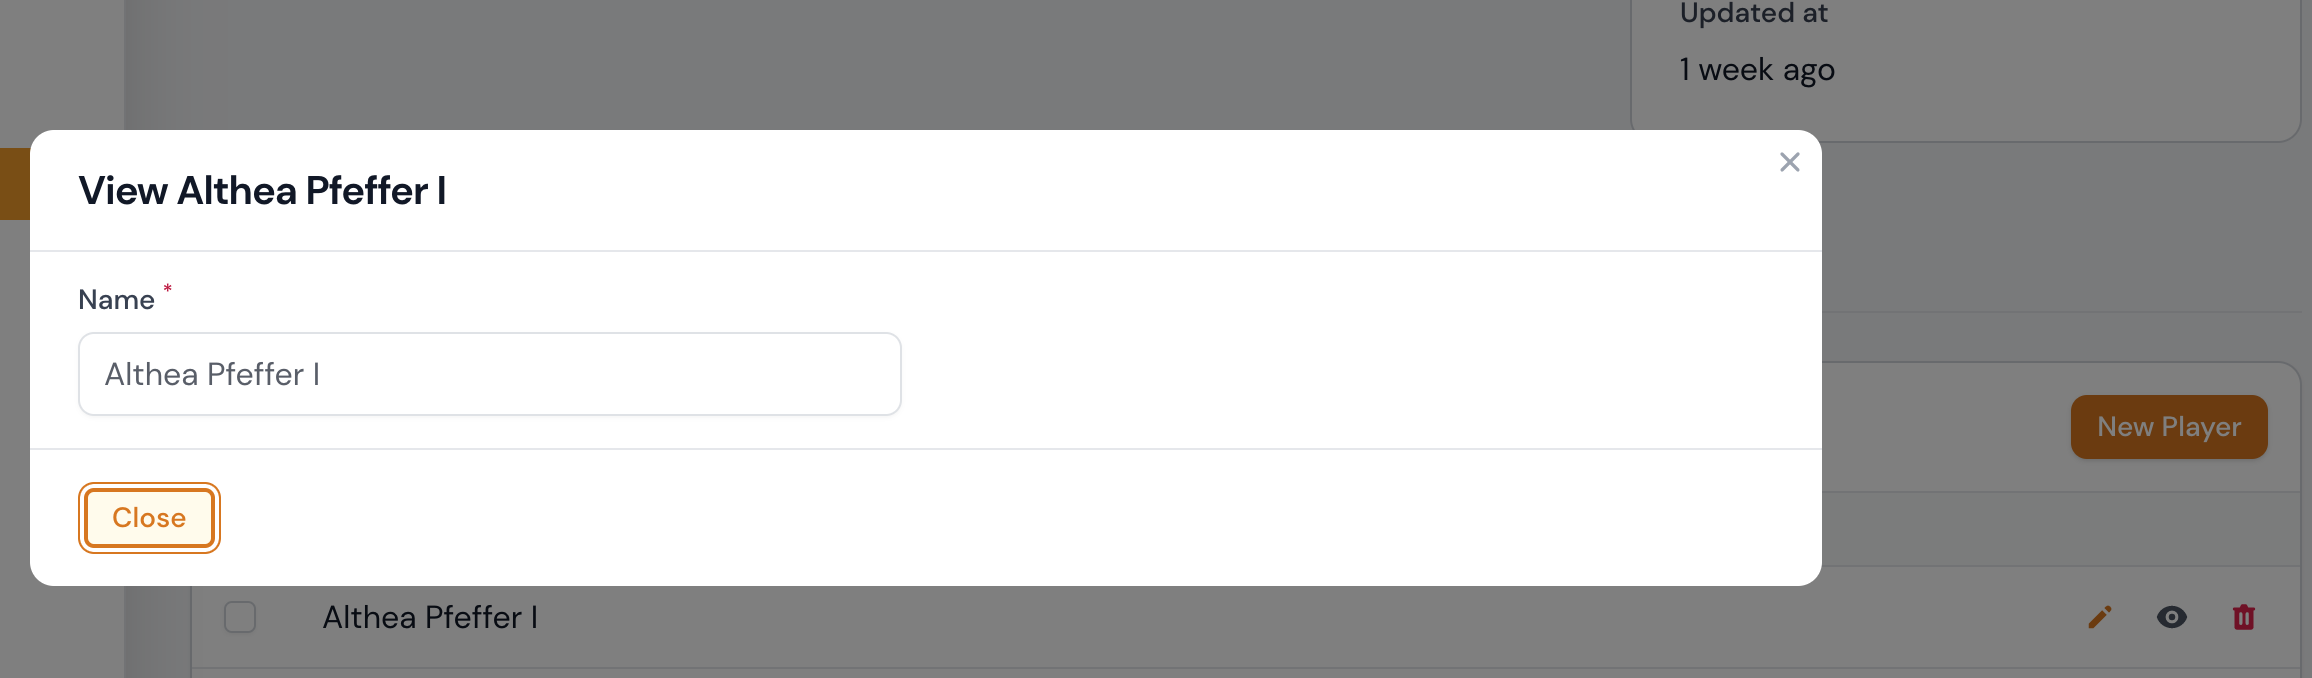 Updated at
1 week ago
View Althea Pfeffer I
Name *
Althea Pfeffer I
New Player
Close
Althea Pfeffer I